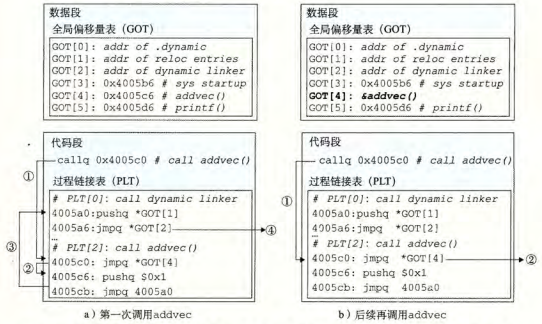 数据段
全局偏移量表（GOT）
GOT[0]: addr of .dynamic
GOT[1]: addr of reloc entries
GOT[2]: addr of dynamic linker
GOT[3]: 0x4005b6 # sys startup
GOT[4]: 0x4005c6 # addvec()
GOT[5]: 0x4005d6 # printf()
代码段
callq 0x4005c0 # call addvec()
①
过程链接表（PLT）
# PLT[0]: call dynamic linker
4005a0:pushq *GOT[1]
4005a6:jmpq *GOT[2]
④
…
③
# PLT[2]: call addvec()
4005c0: jmpq *GOT[4]
②
4005c6: pushq $0x1
4005cb: jmpq 4005a0
a）第一次调用addvec
数据段
全局偏移量表（GOT）
GOT[0]: addr of .dynamic
GOT[1]: addr of reloc entries
GOT[2]: addr of dynamic linker
GOT[3]: 0x4005b6 # sys startup
GOT[4]: &addvec()
GOT[5]: 0x4005d6 # printf()
代码段
callq 0x4005c0 # call addvec()
过程链接表（PLT）
①
# PLT[0]: call dynamic linker
4005a0:pushq *GOT[1]
4005a6:jmpq *GOT[2]
…
# PLT[2]: call addvec()
4005c0: jmpq *GOT[4]
②
4005c6: pushq $0x1
4005cb: jmpq 4005a0
b）后续再调用addvec